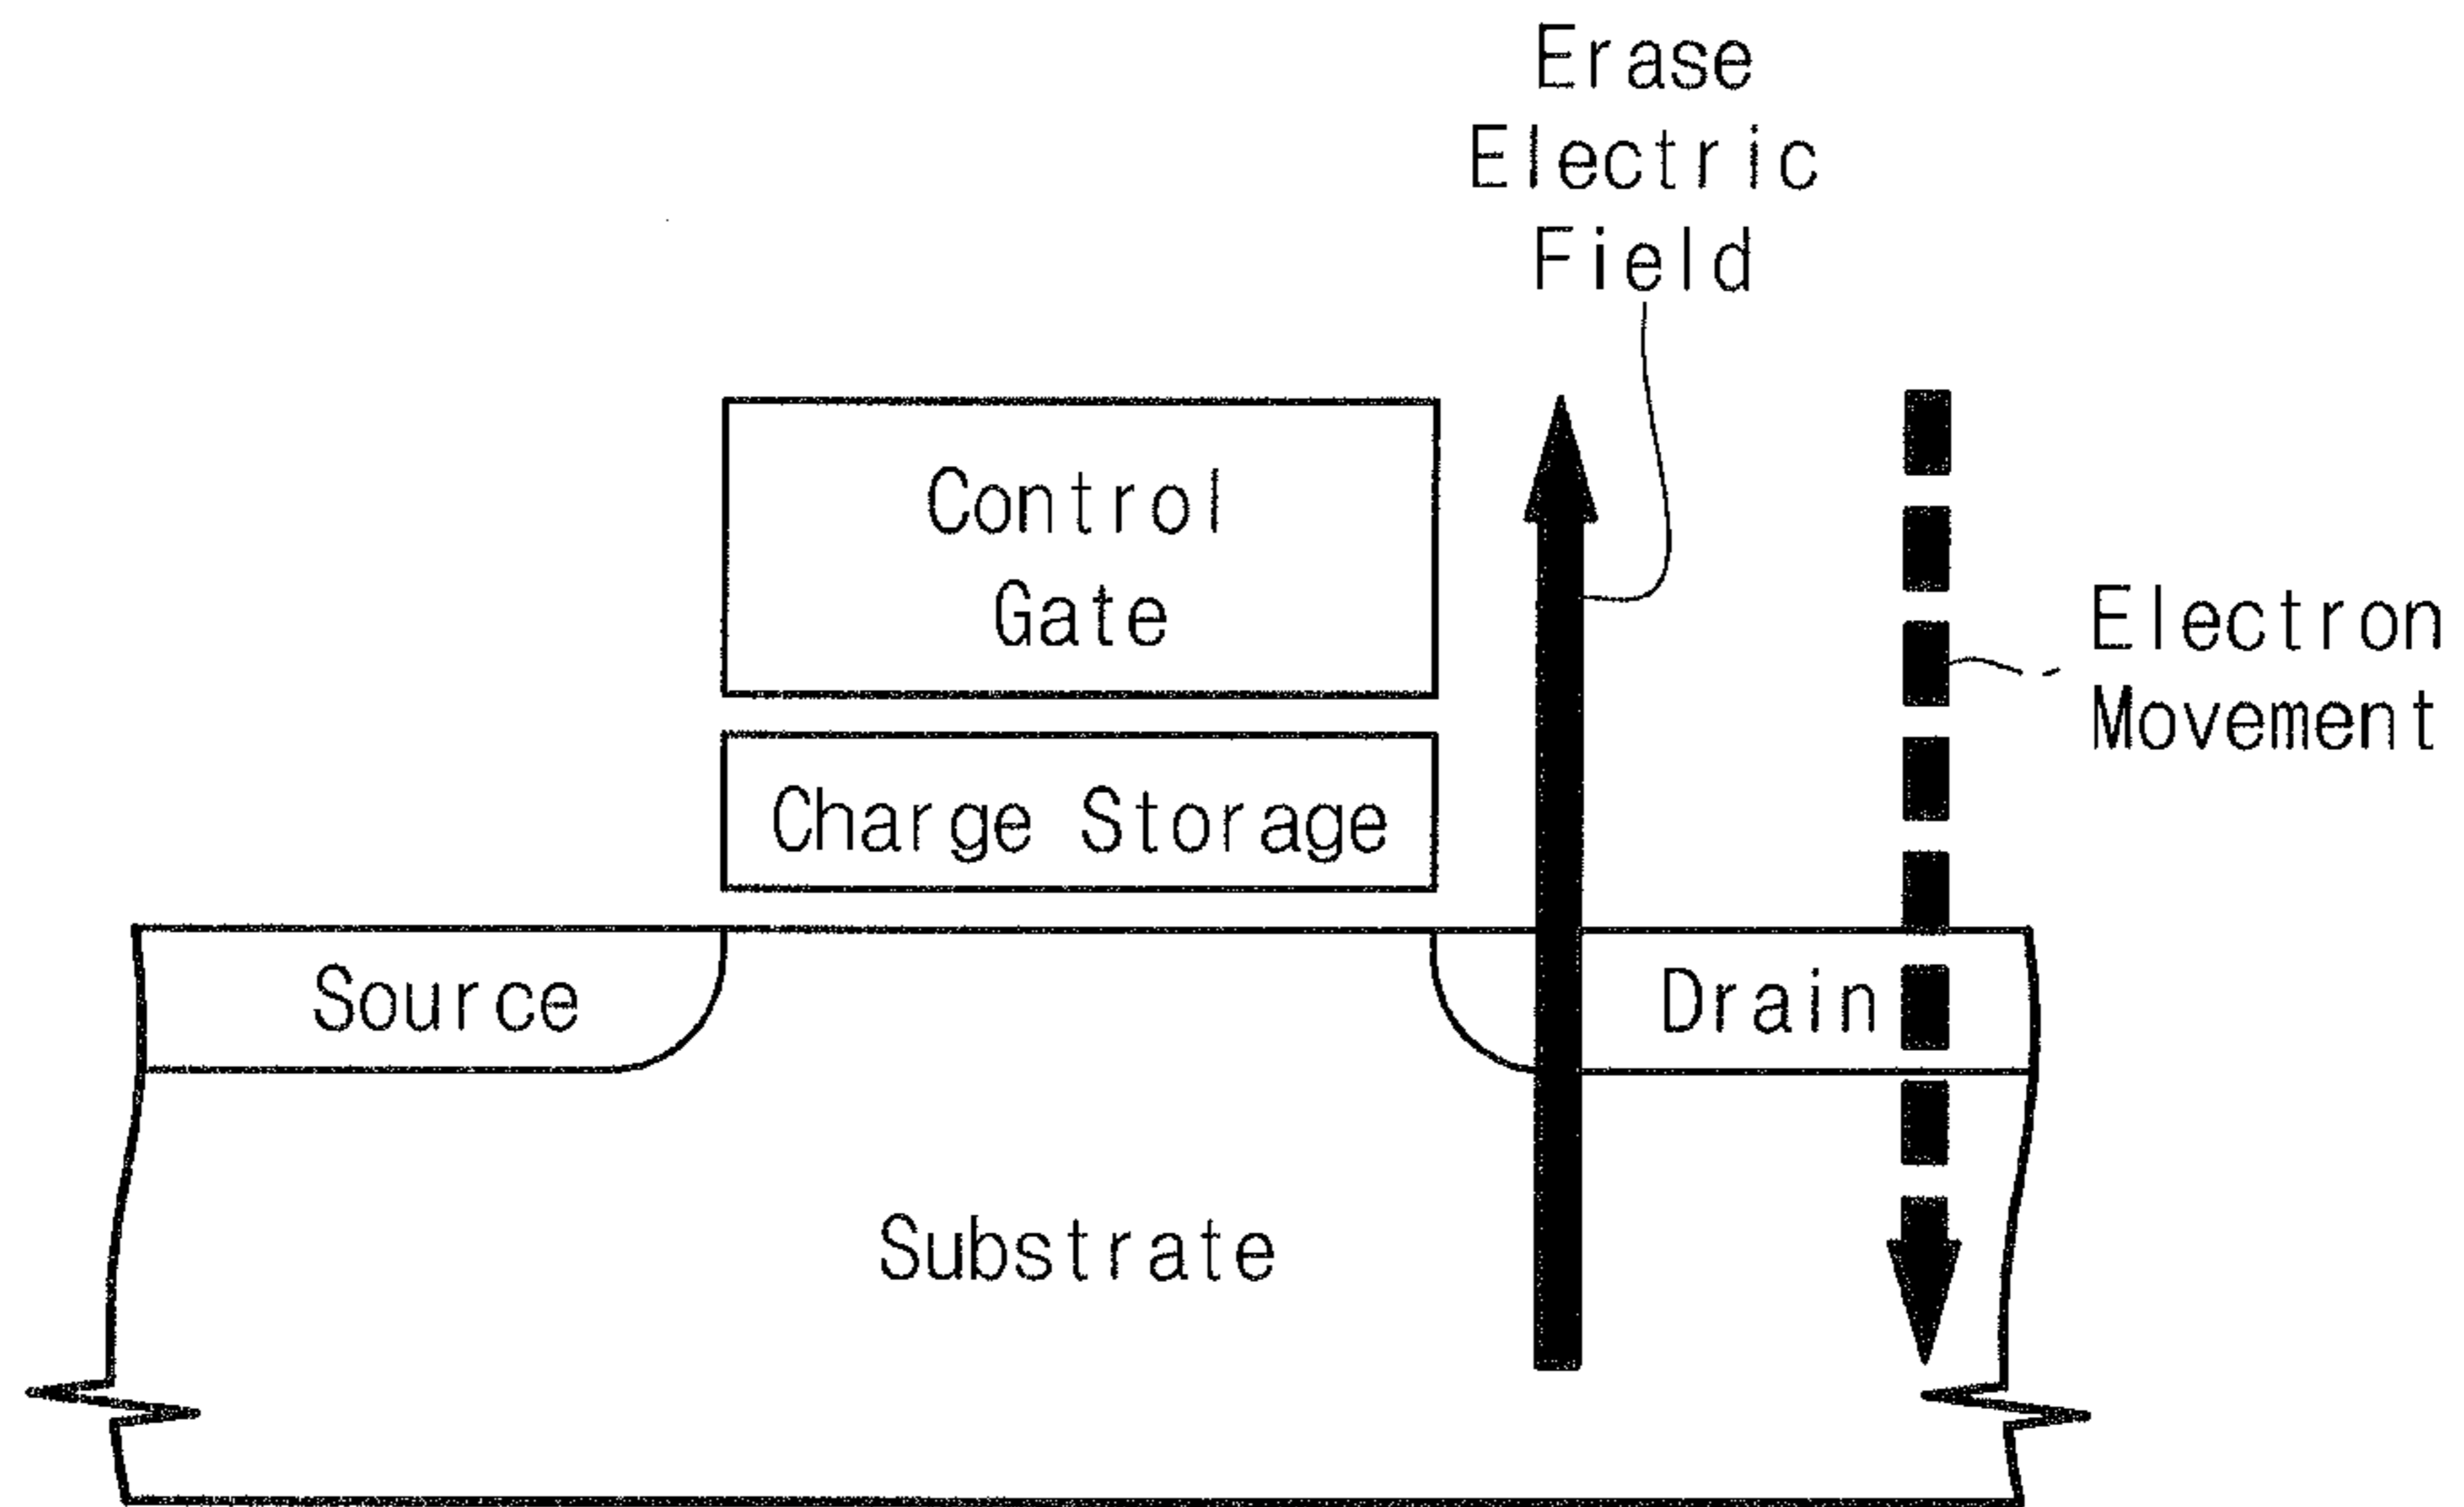 Erase
Electric
Field
Control
Gate
Electron
Movement
Charge Storage
Source
Drain
Substrate